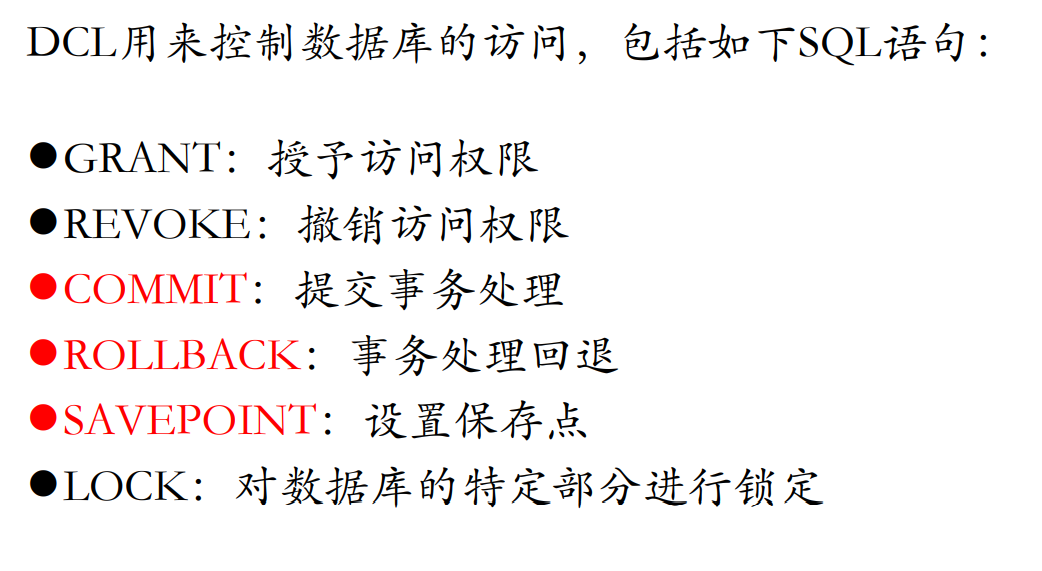 DCL用来控制数据库的访问，包括如下SQL语句：
●GRANT：授予访问权限
●REVOKE：撤销访问权限
●COMMIT：提交事务处理
●ROLLBACK：事务处理回退
●SAVEPOINT：设置保存点
●LOCK：对数据库的特定部分进行锁定